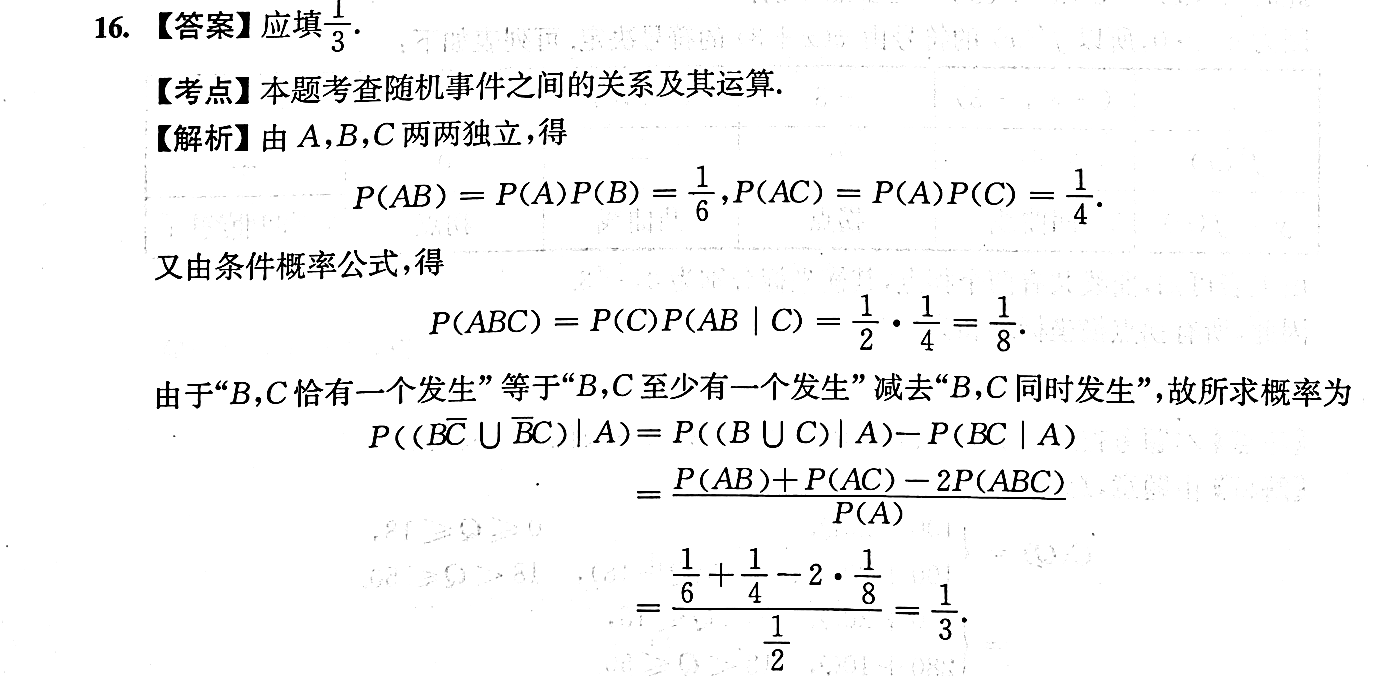 16. 【答案】应填1/3.
【考点】本题考查随机事件之间的关系及其运算.
【解析】由 A,B,C 两两独立,得
P(AB) = P(A)P(B) = 1/6, P(AC) = P(A)P(C) = 1/4.
又由条件概率公式,得
P(ABC) = P(C)P(AB | C) = 1/2 · 1/4 = 1/8.
由于“B,C 恰有一个发生” 等于“B,C 至少有一个发生” 减去“B,C 同时发生”,故所求概率为
P((BC̅ ∪ B̅C) | A) = P((B ∪ C) | A) − P(BC | A)
= (P(AB) + P(AC) − 2P(ABC)) / P(A)
= (1/6 + 1/4 − 2 · 1/8) / (1/2) = 1/3.